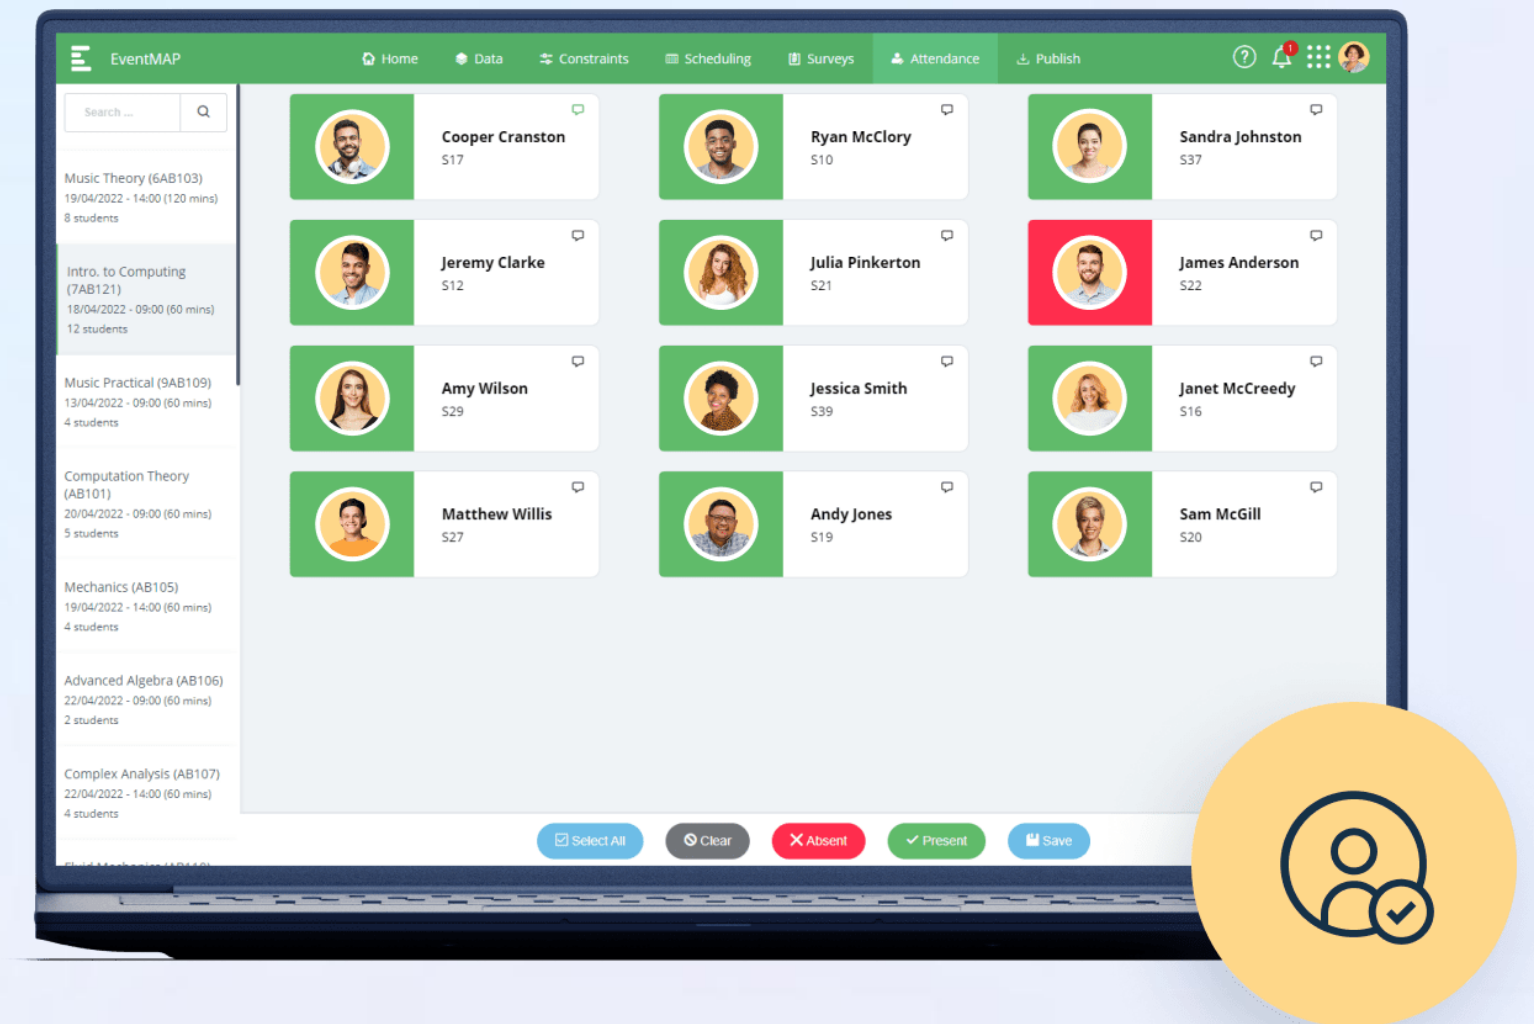 EventMAP
Home
Data
Constraints
Scheduling
Surveys
Attendance
Publish
?
1
Search ...
Music Theory (6AB103)
19/04/2022 - 14:00 (120 mins)
8 students
Intro. to Computing
(7AB121)
18/04/2022 - 09:00 (60 mins)
12 students
Music Practical (9AB109)
13/04/2022 - 09:00 (60 mins)
4 students
Computation Theory
(AB101)
20/04/2022 - 09:00 (60 mins)
5 students
Mechanics (AB105)
19/04/2022 - 14:00 (60 mins)
4 students
Advanced Algebra (AB106)
22/04/2022 - 09:00 (60 mins)
2 students
Complex Analysis (AB107)
22/04/2022 - 14:00 (60 mins)
4 students
Cooper Cranston
S17
Ryan McClory
S10
Sandra Johnston
S37
Jeremy Clarke
S12
Julia Pinkerton
S21
James Anderson
S22
Amy Wilson
S29
Jessica Smith
S39
Janet McCreedy
S16
Matthew Willis
S27
Andy Jones
S19
Sam McGill
S20
Select All
Clear
Absent
Present
Save